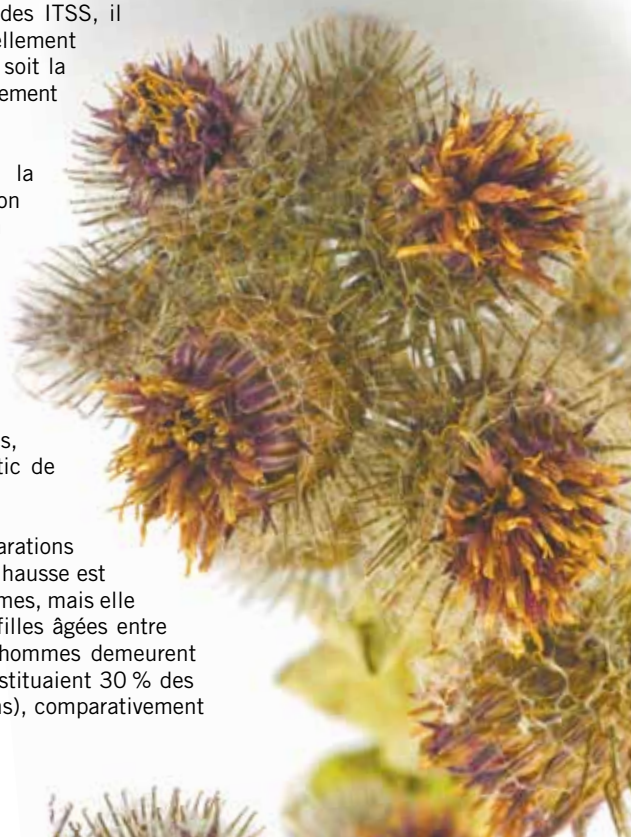 des ITSS, il
ellement
soit la
ement
la
on
s,
tic de
arations
hausse est
mes, mais elle
filles âgées entre
hommes demeurent
stituaient 30 % des
ns), comparativement